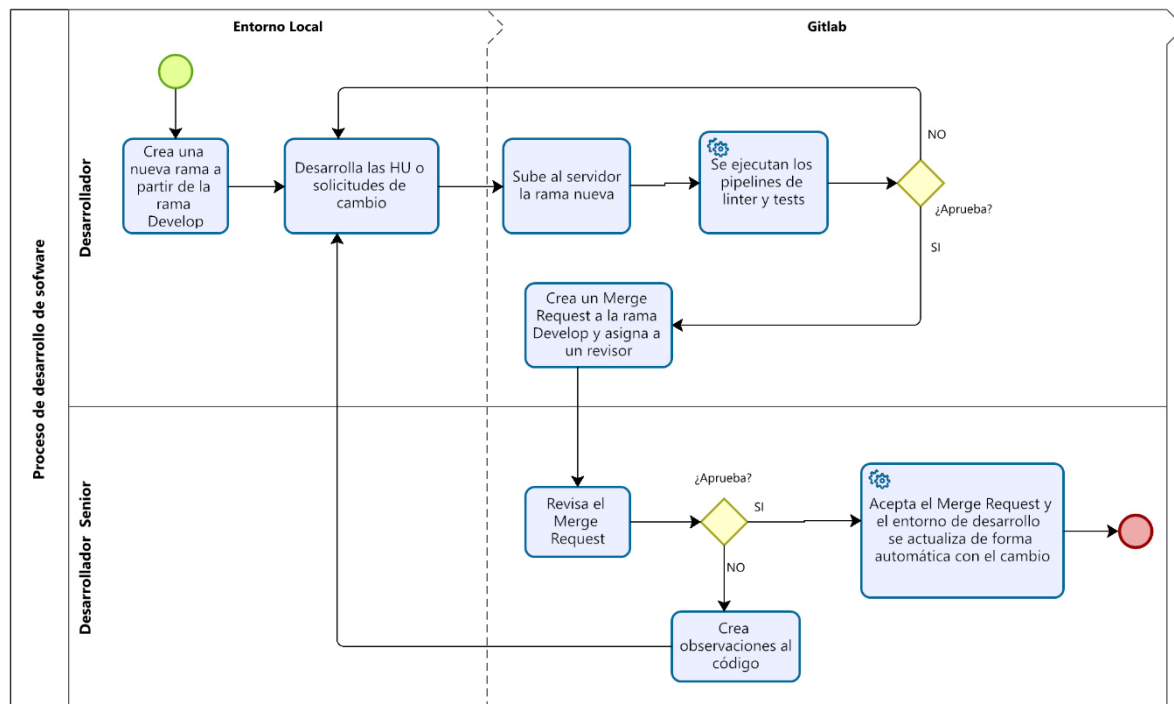 Entorno Local
Gitlab
Proceso de desarrollo de sofware
Desarrollador
Crea una
nueva rama a
partir de la
rama
Develop
Desarrolla las HU o
solicitudes de
cambio
Sube al servidor
la rama nueva
Se ejecutan los
pipelines de
linter y tests
NO
¿Aprueba?
SI
Crea un Merge
Request a la rama
Develop y asigna a
un revisor
Desarrollador Senior
Revisa el
Merge
Request
¿Aprueba?
SI
NO
Acepta el Merge Request y
el entorno de desarrollo
se actualiza de forma
automática con el cambio
Crea
observaciones al
código